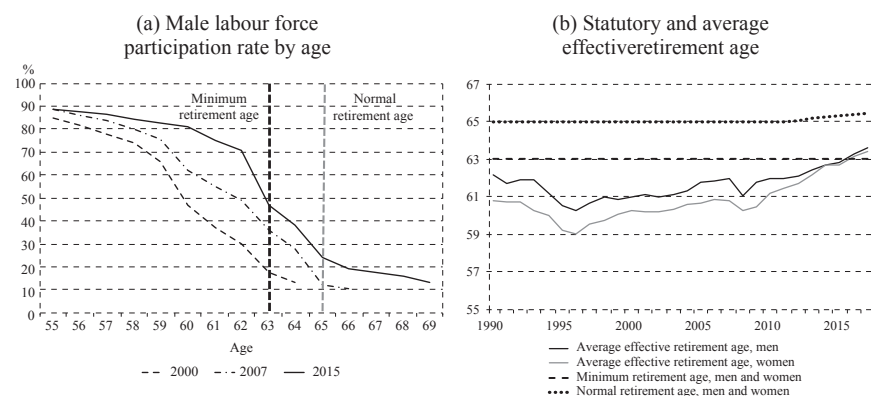 (a) Male labour force
participation rate by age
%
100
90
80
70
60
50
40
30
20
10
0
Minimum
retirement age
Normal
retirement age
55 56 57 58 59 60 61 62 63 64 65 66 67 68 69
Age
2000 2007 2015
(b) Statutory and average
effectiveretirement age
67
65
63
61
59
57
55
1990 1995 2000 2005 2010 2015
Average effective retirement age, men
Average effective retirement age, women
Minimum retirement age, men and women
Normal retirement age, men and women